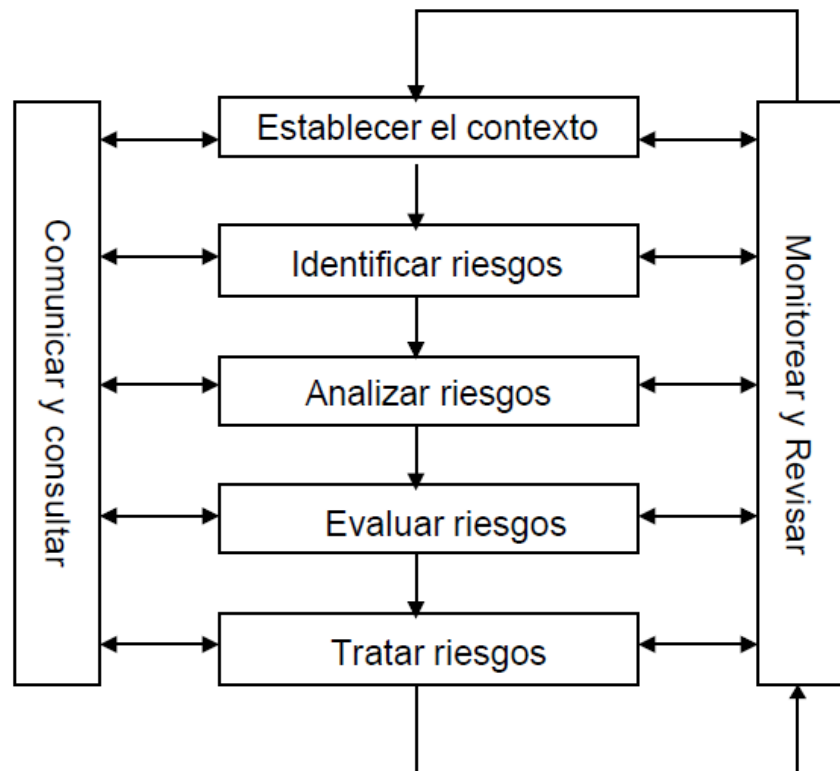 Establecer el contexto
Identificar riesgos
Analizar riesgos
Evaluar riesgos
Tratar riesgos
Comunicar y consultar
Monitorear y Revisar